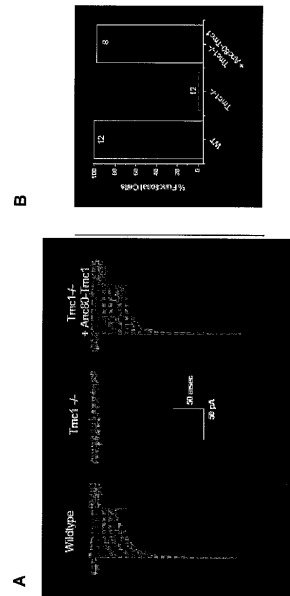 A
Wildtype
Tmc1 -/-
Tmc1-/-
+ Anc80-Tmc1
50 msec
50 pA
B
% Functional Cells
100
80
60
40
20
0
12
12
8
WT
Tmc1-/-
Tmc1-/-
+ Anc80-Tmc1